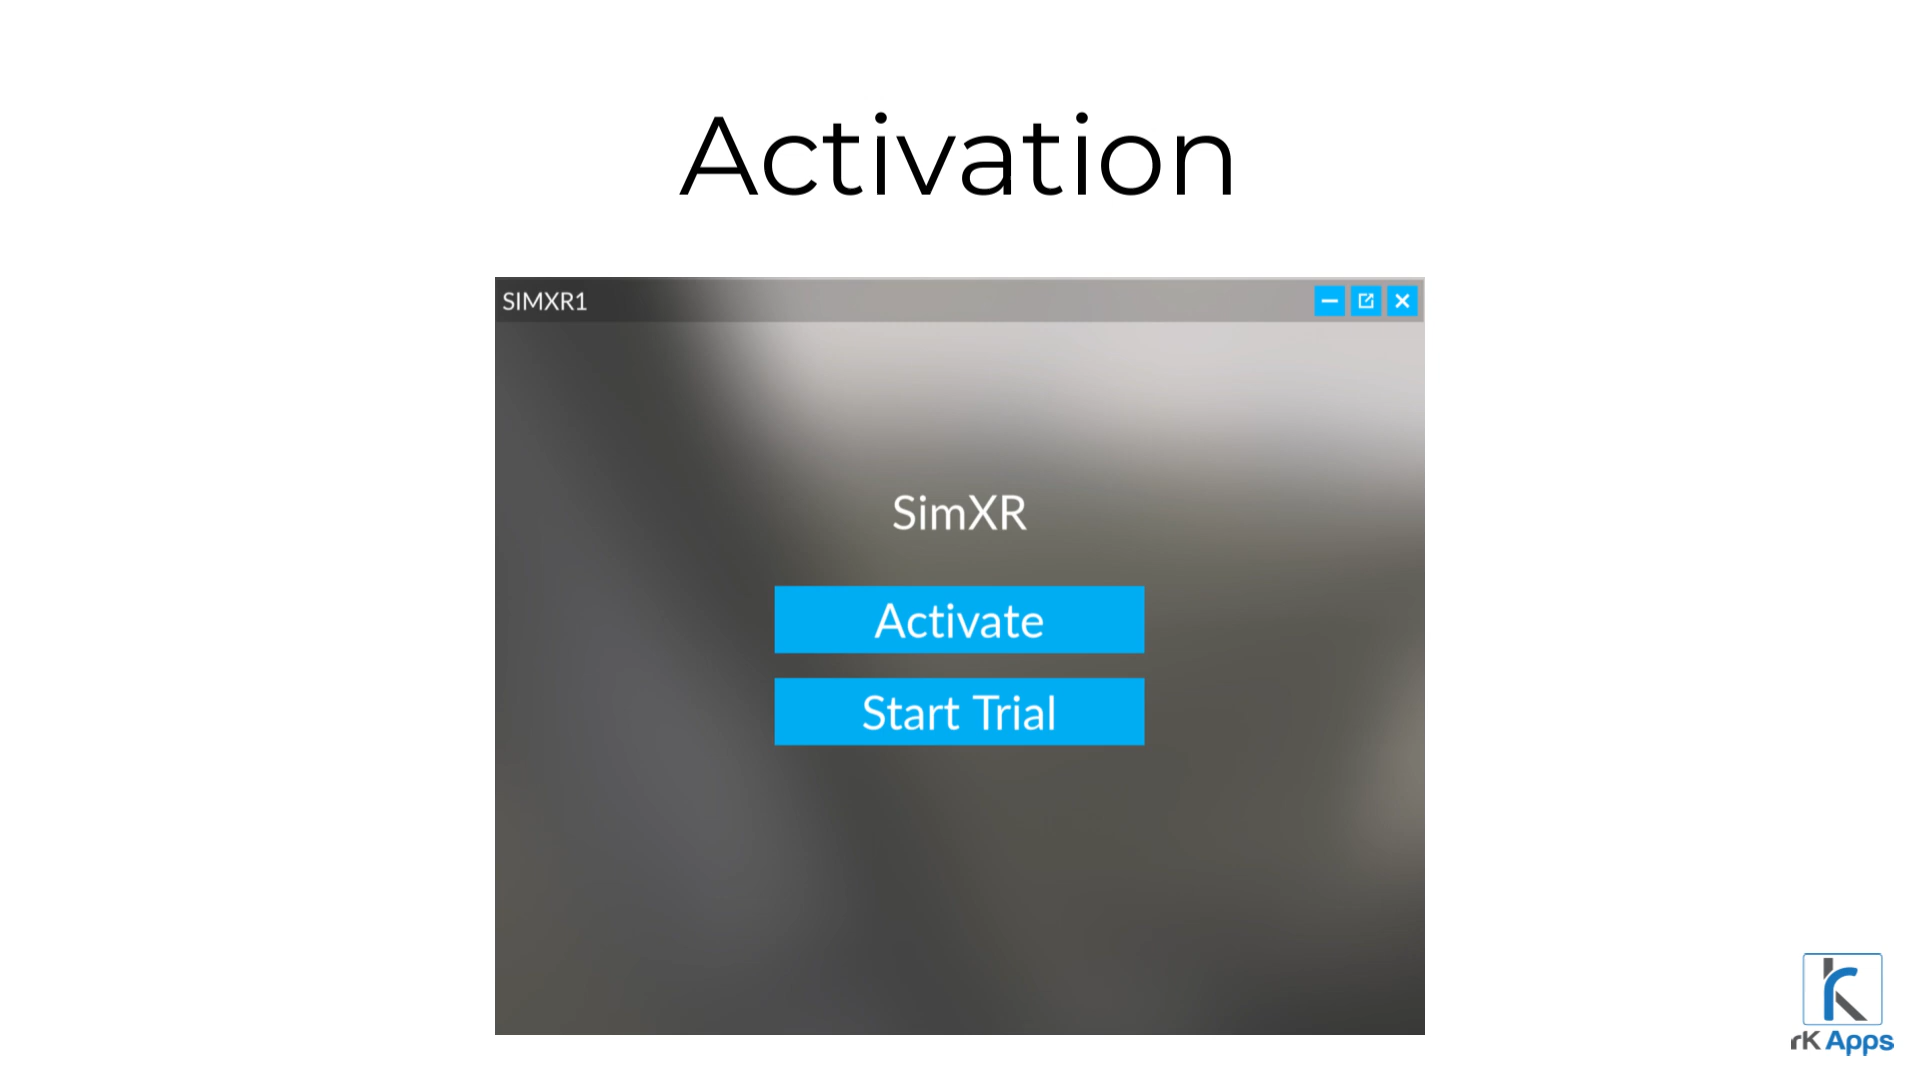 Activation
SIMXR1
SimXR
Activate
Start Trial
rK Apps